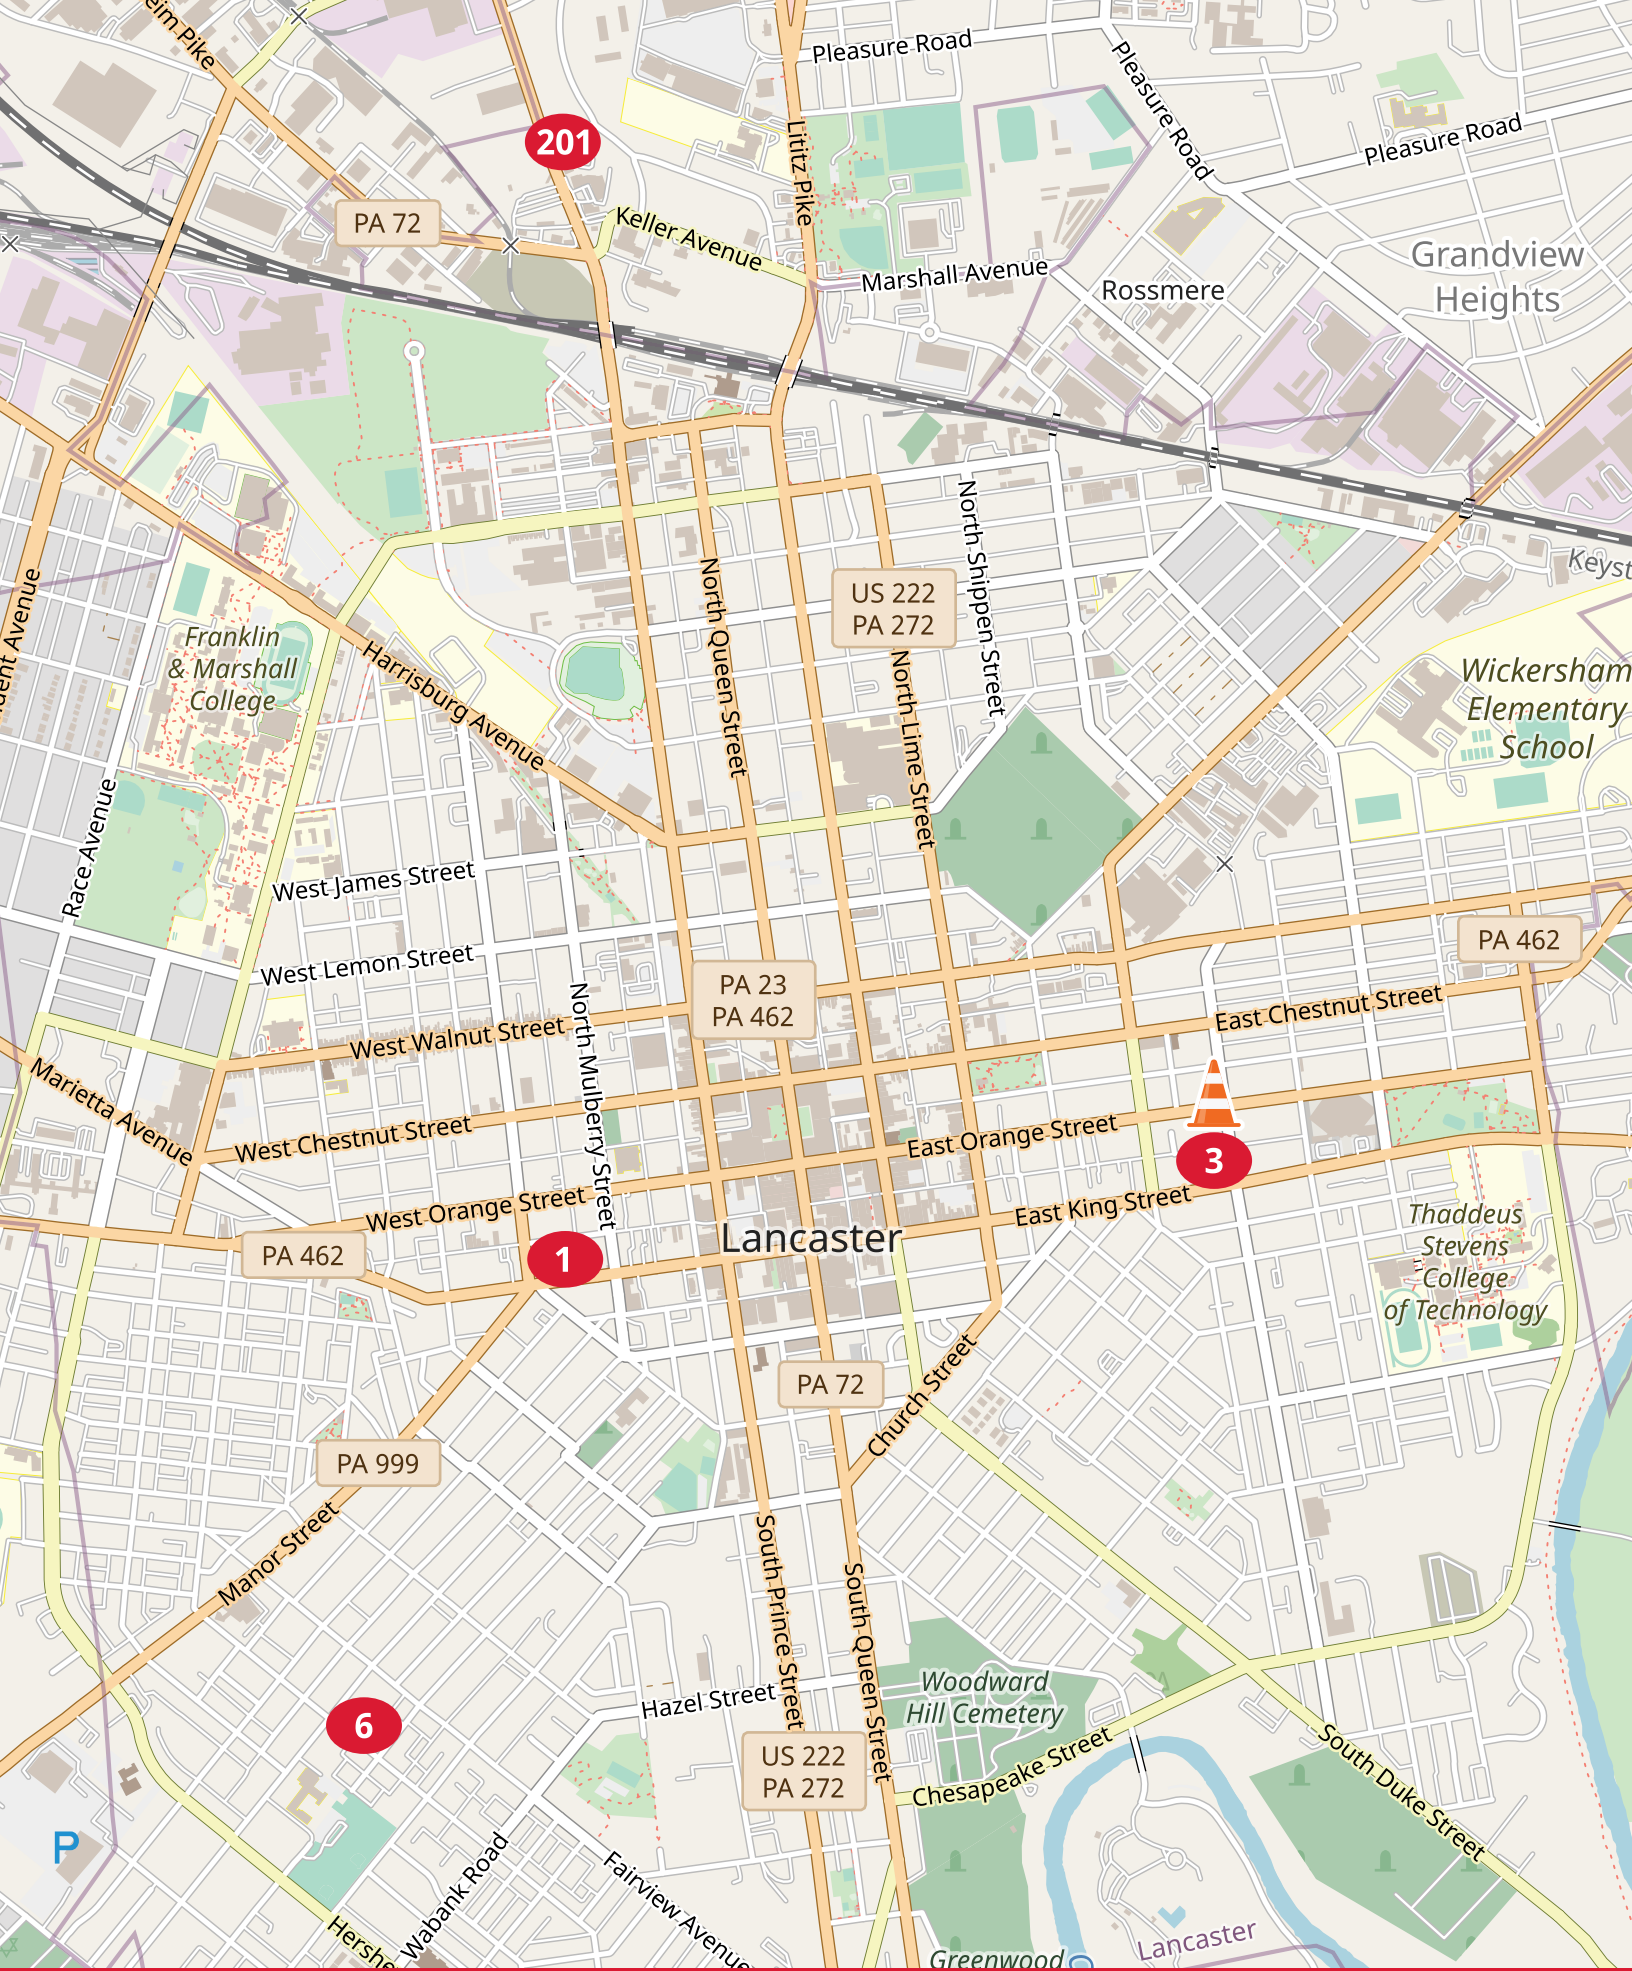 Pleasure Road
Pleasure Road
Pleasure Road
201
Lititz Pike
PA 72
Keller Avenue
Marshall Avenue
Rossmere
Grandview
Heights
North Shippen Street
US 222
PA 272
North Queen Street
North Lime Street
Franklin
& Marshall
College
Harrisburg Avenue
Wickersham
Elementary
School
Race Avenue
West James Street
West Lemon Street
PA 462
PA 23
PA 462
East Chestnut Street
West Walnut Street
North Mulberry Street
Marietta Avenue
West Chestnut Street
East Orange Street
3
West Orange Street
East King Street
Lancaster
Thaddeus
Stevens
College
of Technology
PA 462
1
PA 72
Church Street
PA 999
Manor Street
South Prince Street
South Queen Street
Woodward
Hill Cemetery
Hazel Street
6
US 222
PA 272
Chesapeake Street
South Duke Street
P
Wabank Road
Fairview Avenue
Lancaster
Greenwood